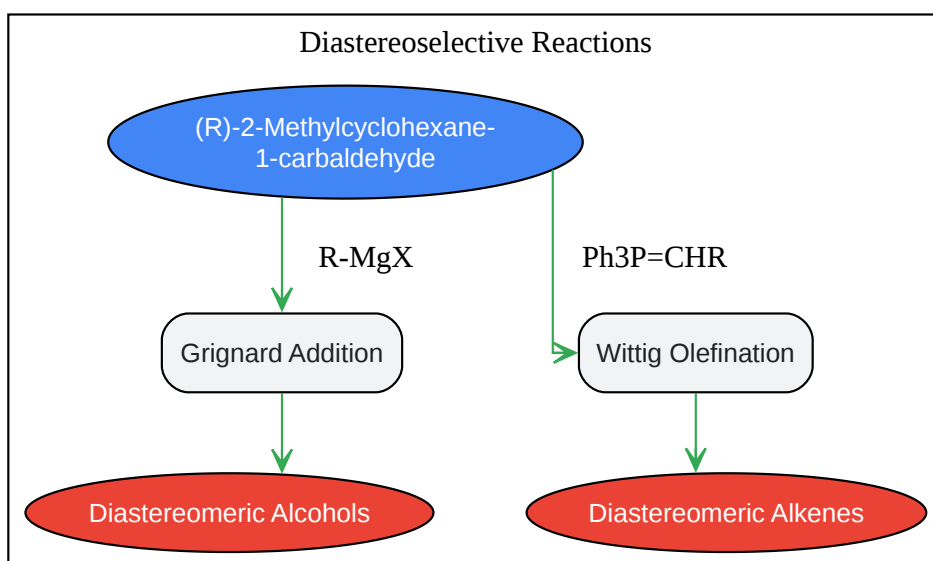 Diastereoselective Reactions
(R)-2-Methylcyclohexane-
1-carbaldehyde
R-MgX
Ph3P=CHR
Grignard Addition
Wittig Olefination
Diastereomeric Alcohols
Diastereomeric Alkenes